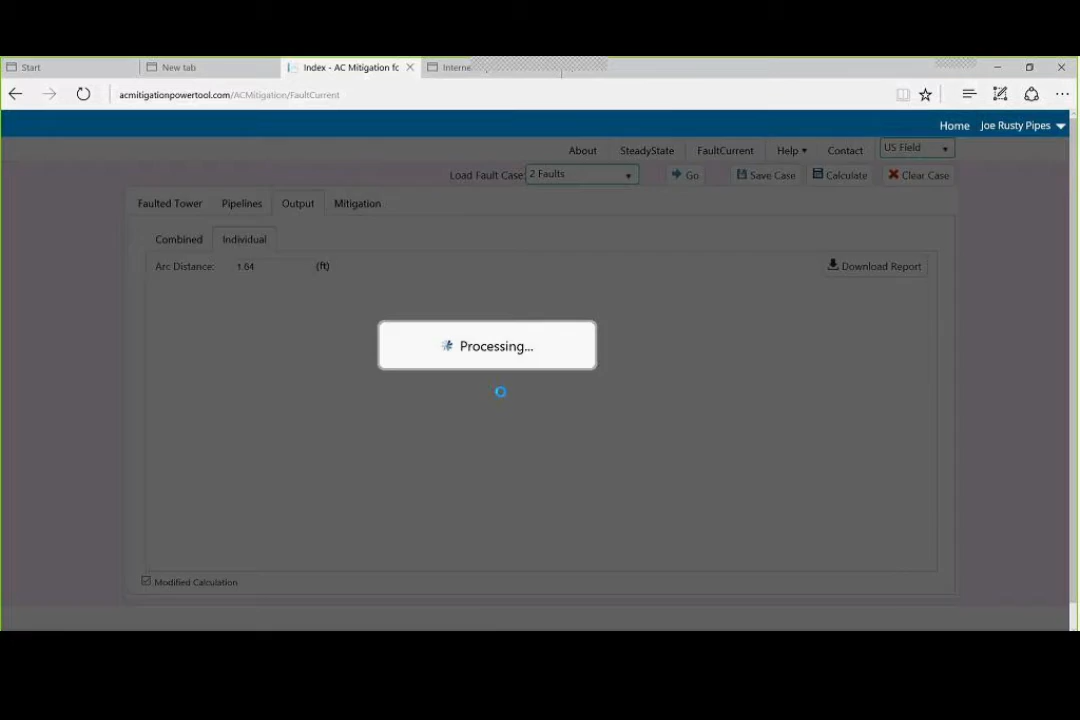 Start New tab Index - AC Mitigation fc Interne
acmitigationpowertool.com/ACMitigation/FaultCurrent
Home Joe Rusty Pipes
About SteadyState FaultCurrent Help Contact US Field
Load Fault Case: 2 Faults Go Save Case Calculate Clear Case
Faulted Tower Pipelines Output Mitigation
Combined Individual
Arc Distance: 1.64 (ft) Download Report
Processing...
Modified Calculation